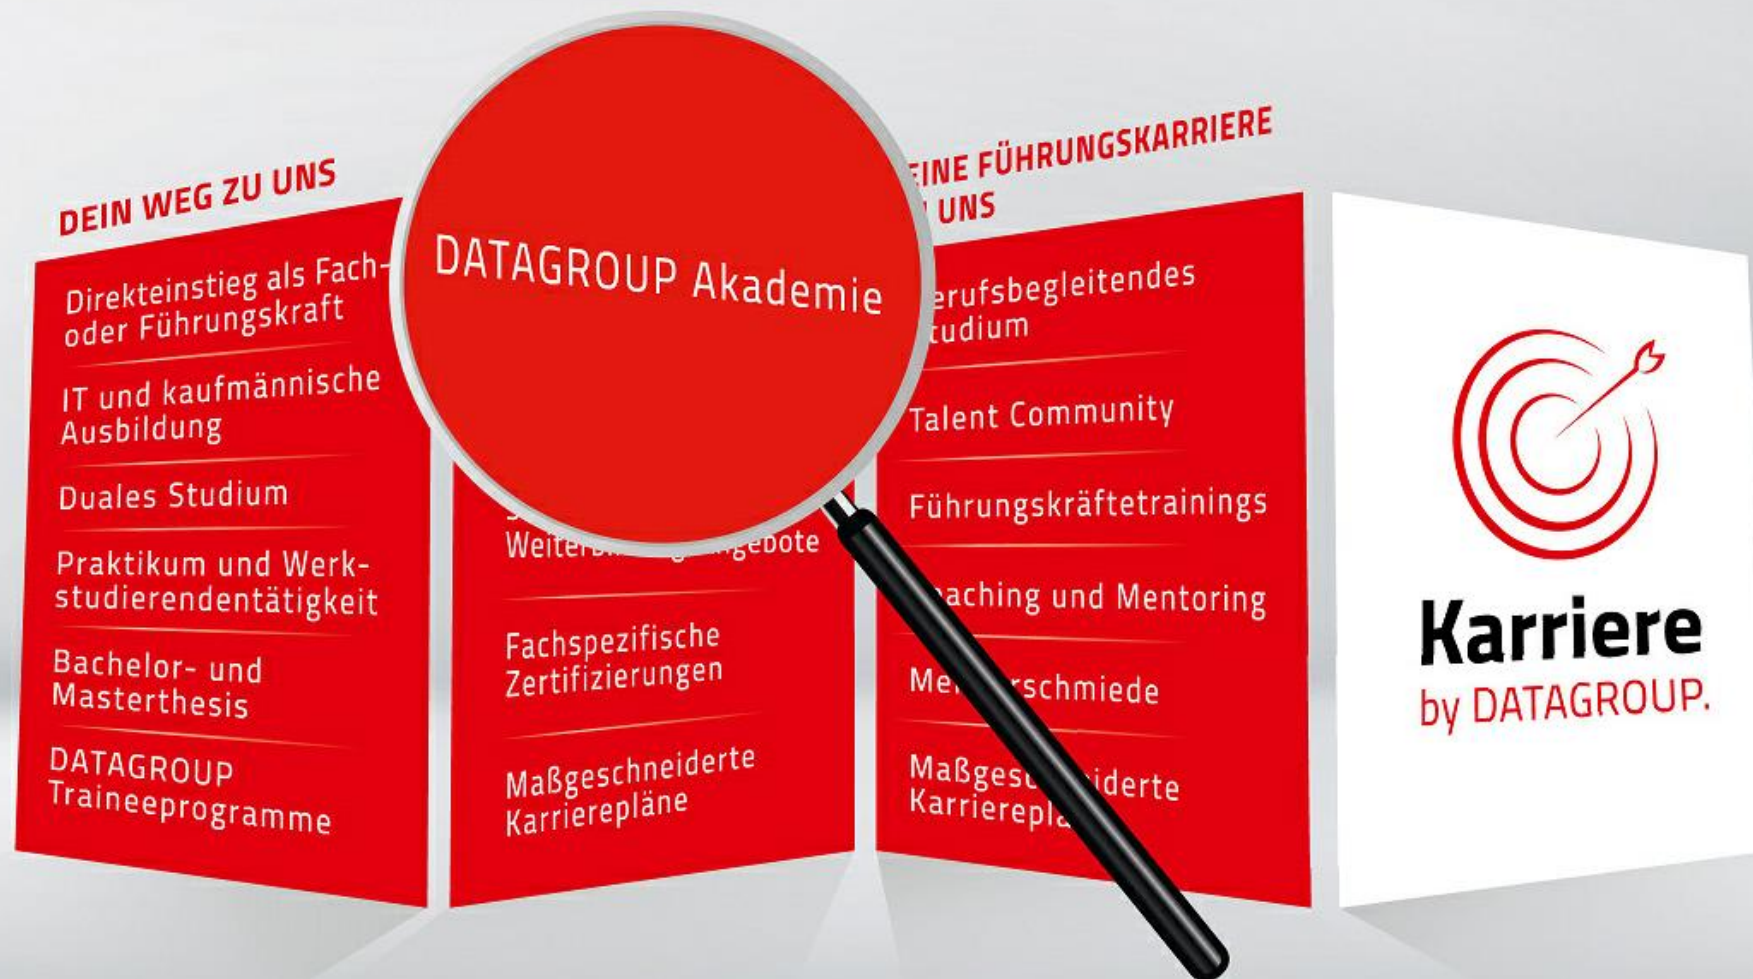 DEIN WEG ZU UNS
Direkteinstieg als Fach-
oder Führungskraft
IT und kaufmännische
Ausbildung
Duales Studium
Praktikum und Werk-
studierendentätigkeit
Bachelor- und
Masterthesis
DATAGROUP
Traineeprogramme
DATAGROUP Akademie
Fachspezifische
Zertifizierungen
Maßgeschneiderte
Karrierepläne
FÜHRUNGSKARRIERE
UNS
Talent Community
Führungskräftetrainings
und Mentoring
Karriere
by DATAGROUP.